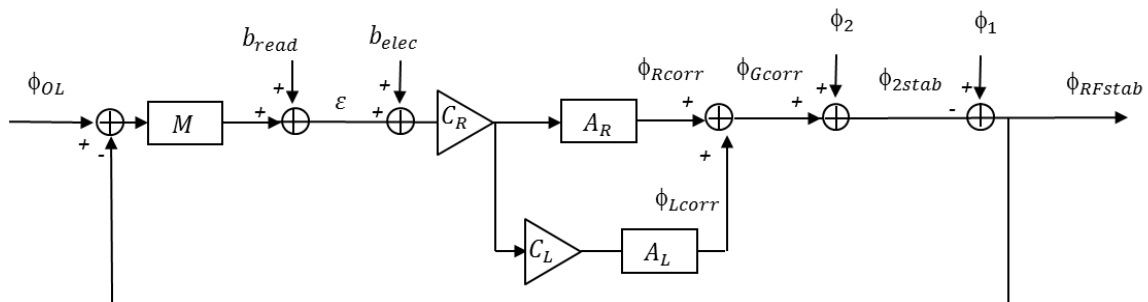 ϕ₂
ϕ₁
b_read
b_elec
ϕ_OL
ϕ_Rcorr
ϕ_Gcorr
ϕ_2stab
ϕ_RFstab
+
+
+
+
ε
C_R
+
+
+
-
M
+
+
A_R
+
+
-
+
-
ϕ_Lcorr
C_L
A_L